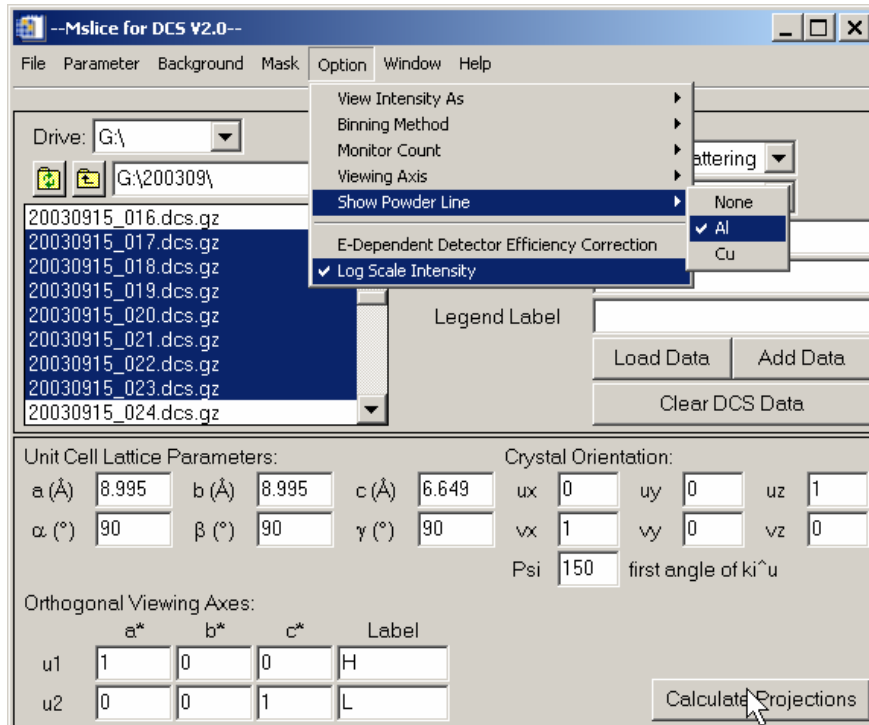 --Mslice for DCS V2.0--
File Parameter Background Mask Option Window Help
View Intensity As
Binning Method
Monitor Count
Viewing Axis
Show Powder Line
E-Dependent Detector Efficiency Correction
Log Scale Intensity
None
Al
Cu
Drive: G:\
G:\200309\
20030915_016.dcs.gz
20030915_017.dcs.gz
20030915_018.dcs.gz
20030915_019.dcs.gz
20030915_020.dcs.gz
20030915_021.dcs.gz
20030915_022.dcs.gz
20030915_023.dcs.gz
20030915_024.dcs.gz
attering
Legend Label
Load Data Add Data
Clear DCS Data
Unit Cell Lattice Parameters:
a (Å) 8.995 b (Å) 8.995 c (Å) 6.649
α (°) 90 β (°) 90 γ (°) 90
Crystal Orientation:
ux 0 uy 0 uz 1
vx 1 vy 0 vz 0
Psi 150 first angle of ki^u
Orthogonal Viewing Axes:
a* b* c* Label
u1 1 0 0 H
u2 0 0 1 L
Calculate Projections